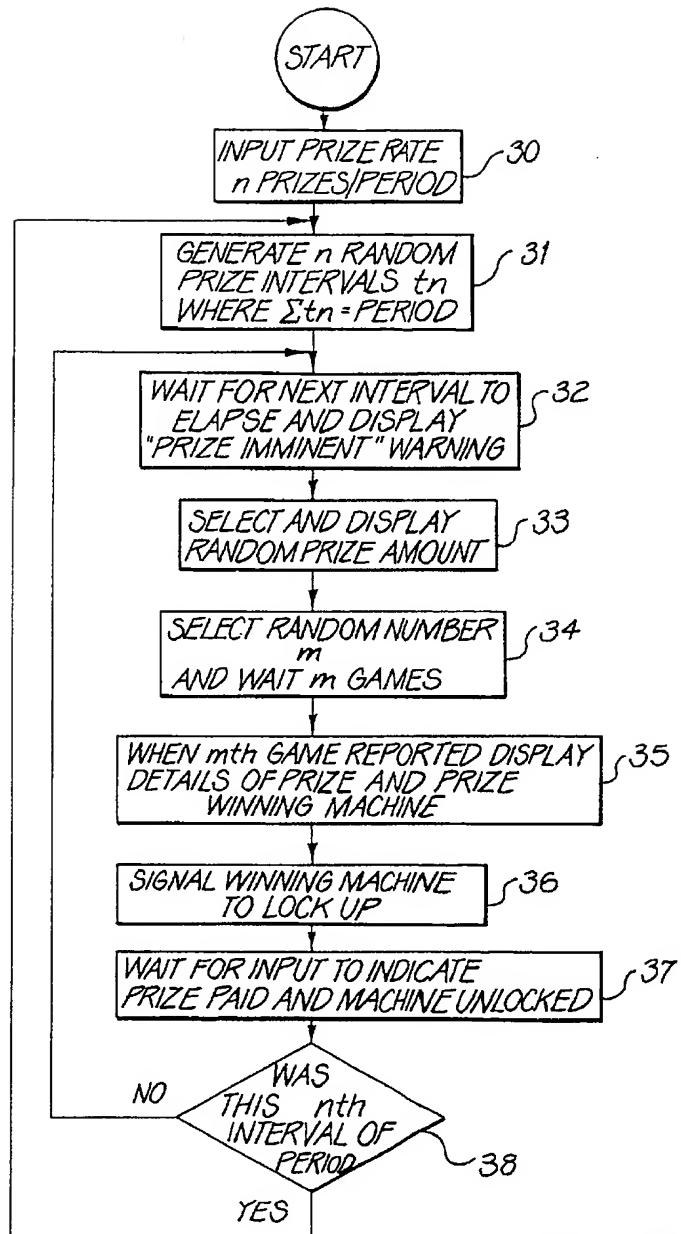 START
INPUT PRIZE RATE
n PRIZES/PERIOD
30
GENERATE n RANDOM
PRIZE INTERVALS tn
WHERE Σtn = PERIOD
31
WAIT FOR NEXT INTERVAL TO
ELAPSE AND DISPLAY
"PRIZE IMMINENT" WARNING
32
SELECT AND DISPLAY
RANDOM PRIZE AMOUNT
33
SELECT RANDOM NUMBER
m
AND WAIT m GAMES
34
WHEN mth GAME REPORTED DISPLAY
DETAILS OF PRIZE AND PRIZE
WINNING MACHINE
35
SIGNAL WINNING MACHINE
TO LOCK UP
36
WAIT FOR INPUT TO INDICATE
PRIZE PAID AND MACHINE UNLOCKED
37
NO
WAS
THIS nth
INTERVAL OF
PERIOD
38
YES